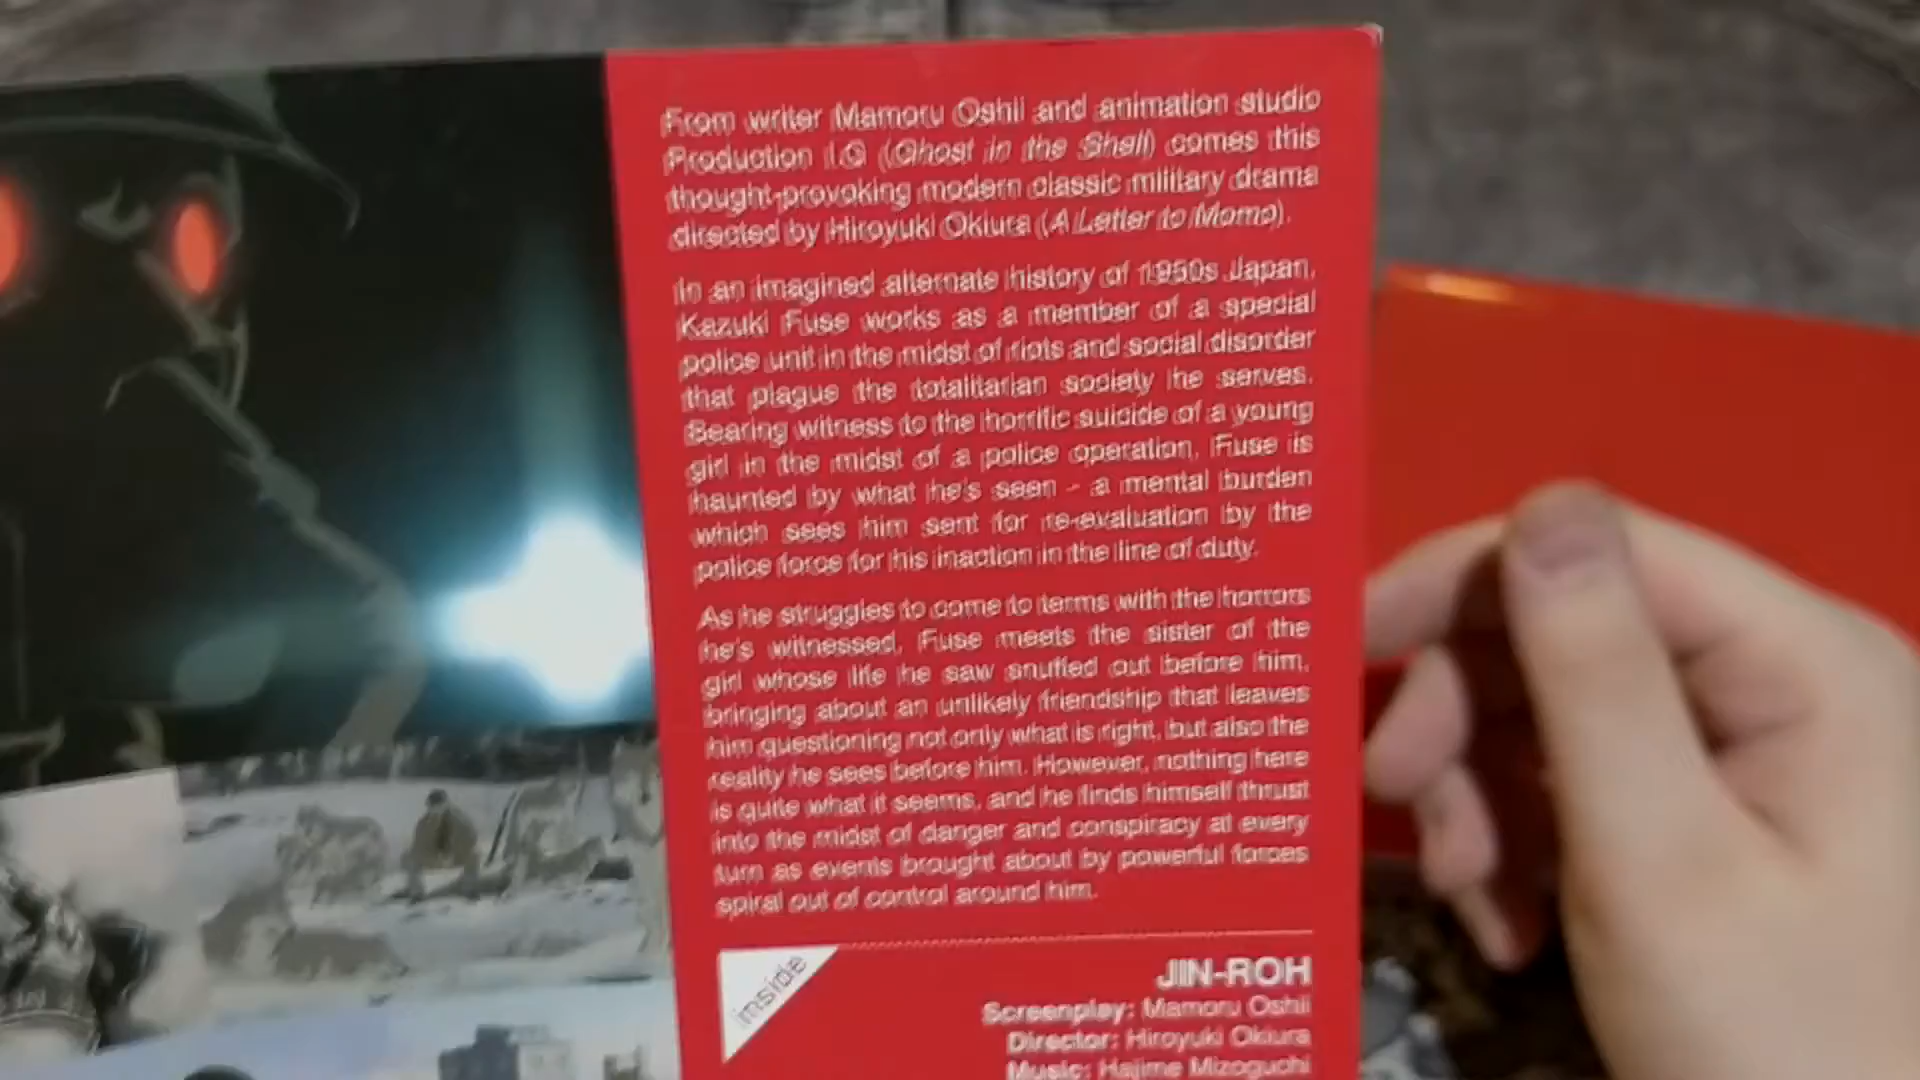 From writer Mamoru Oshii and animation studio
Production I.G (Ghost in the Shell) comes this
thought-provoking modern classic military drama
directed by Hiroyuki Okiura (A Letter to Momo).
In an imagined alternate history of 1950s Japan,
Kazuki Fuse works as a member of a special
police unit in the midst of riots and social disorder
that plague the totalitarian society he serves.
Bearing witness to the horrific suicide of a young
girl in the midst of a police operation, Fuse is
haunted by what he's seen - a mental burden
which sees him sent for re-evaluation by the
police force for his inaction in the line of duty.
As he struggles to come to terms with the horrors
he's witnessed, Fuse meets the sister of the
girl whose life he saw snuffed out before him,
bringing about an unlikely friendship that leaves
him questioning not only what is right, but also the
reality he sees before him. However, nothing here
is quite what it seems, and he finds himself thrust
into the midst of danger and conspiracy at every
turn as events brought about by powerful forces
spiral out of control around him.
inside
JIN-ROH
Screenplay: Mamoru Oshii
Director: Hiroyuki Okiura
Music: Hajime Mizoguchi